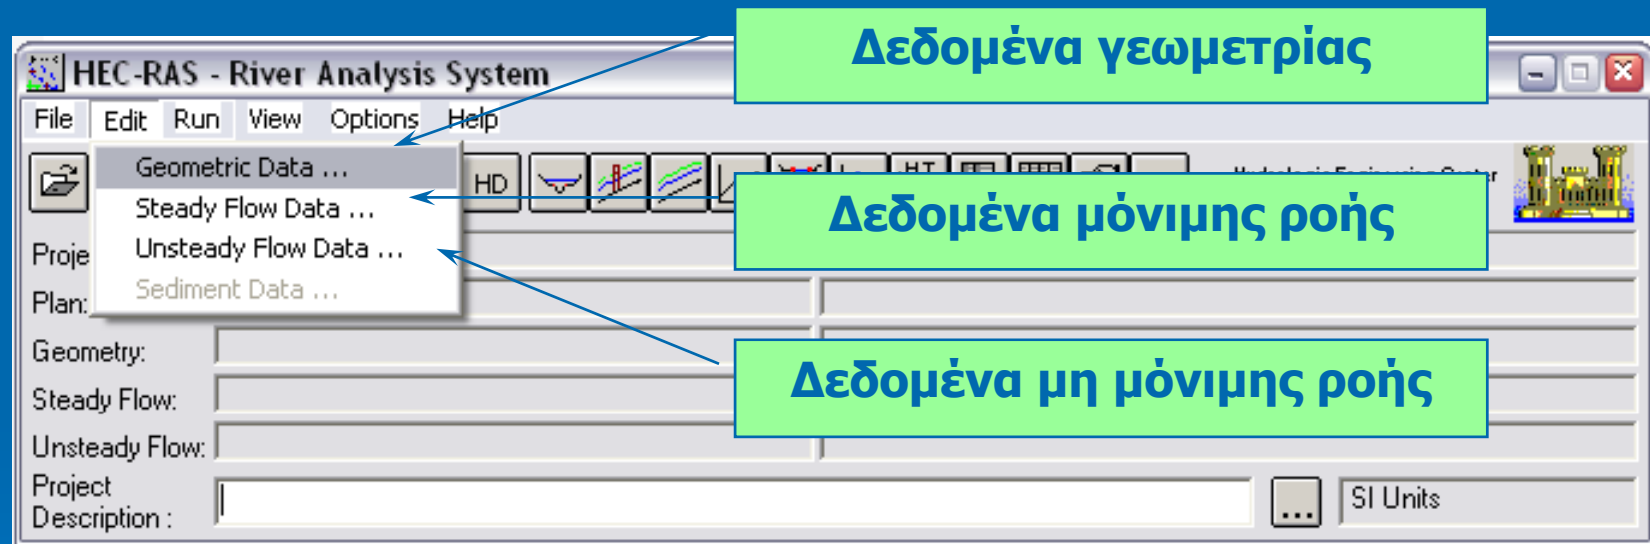 Δεδομένα γεωμετρίας
HEC-RAS - River Analysis System
File Edit Run View Options Help
Geometric Data ...
HD
Steady Flow Data ...
Δεδομένα μόνιμης ροής
Unsteady Flow Data ...
Sediment Data ...
Plan:
Geometry:
Δεδομένα μη μόνιμης ροής
Steady Flow:
Unsteady Flow:
Project
Description :
...
SI Units